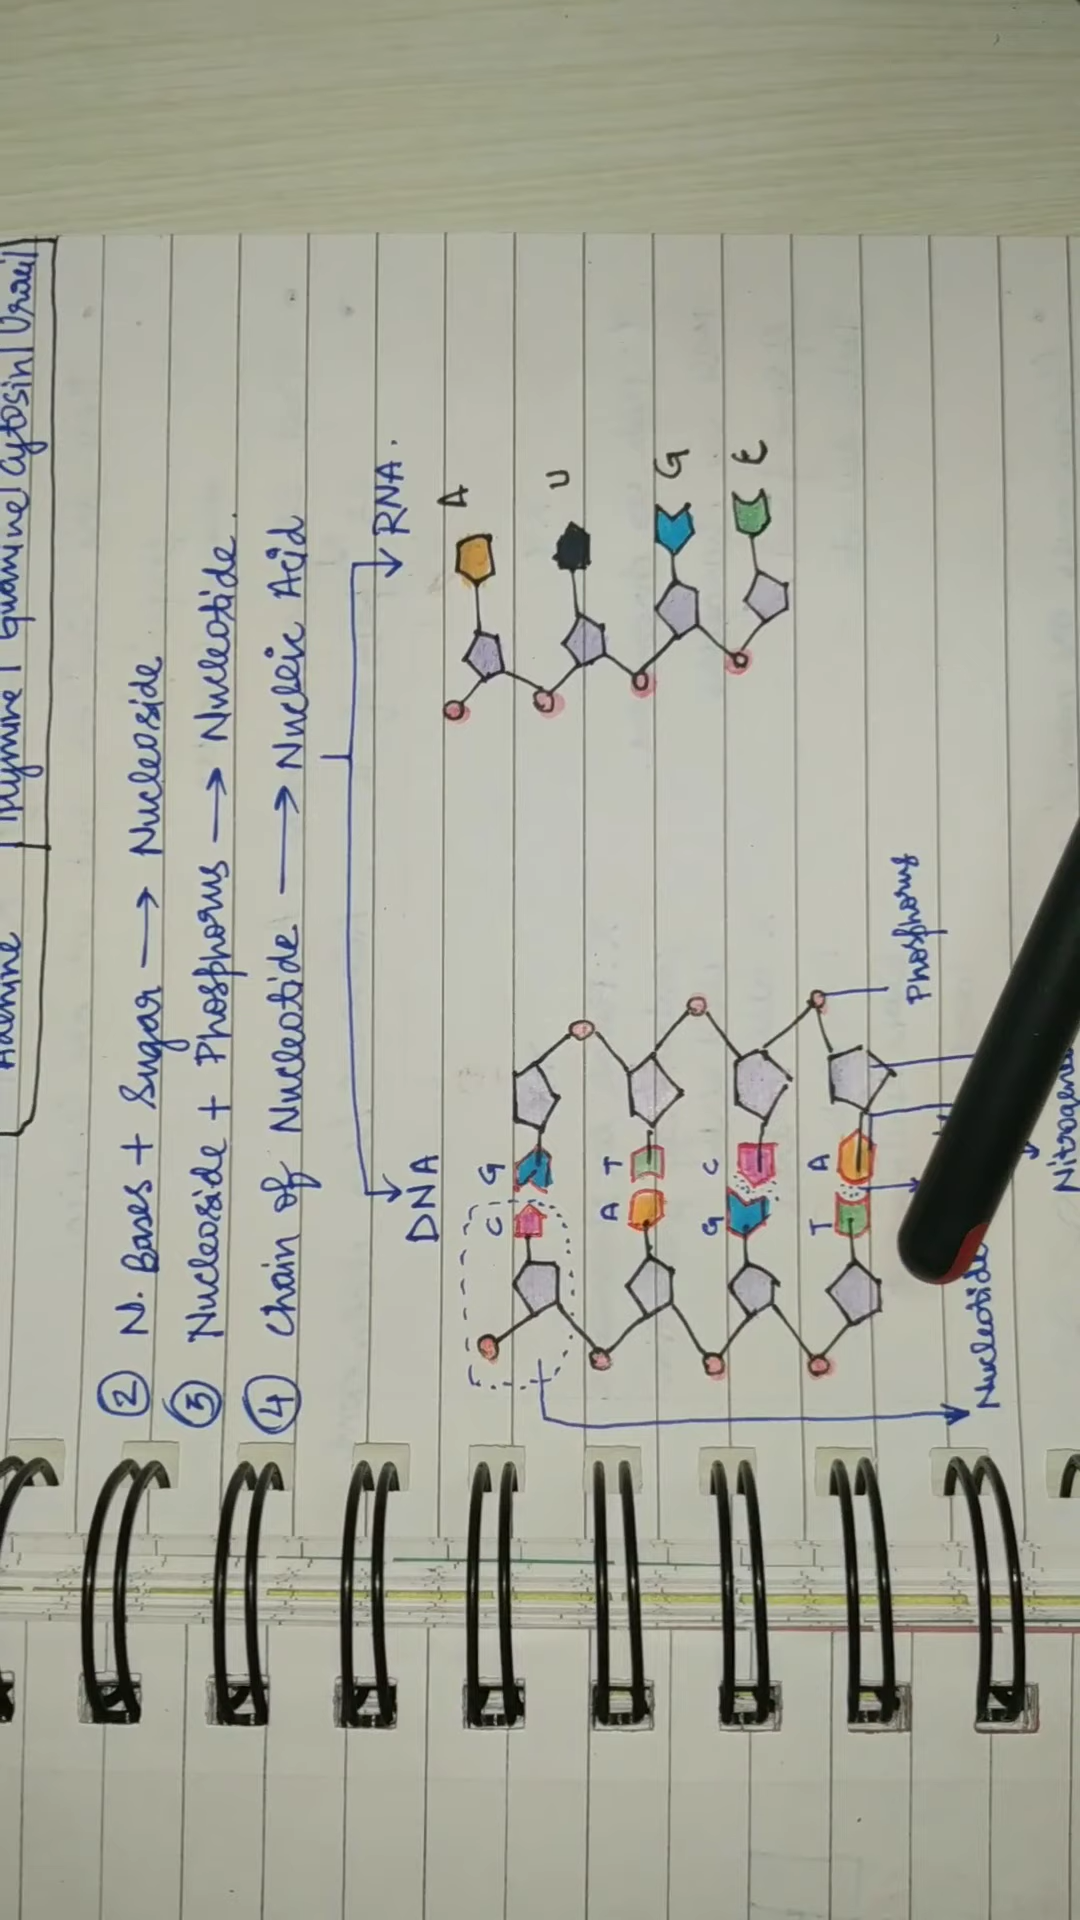 Adenine | Thymine | Guanine | Cytosin | Uracil
② N. Bases + Sugar → Nucleoside
③ Nucleoside + Phosphorus → Nucleotide.
④ Chain of Nucleotide → Nucleic Acid
DNA
RNA.
C G
A T
G C
T A
A
U
G
C
Phosphorus
Nucleotide